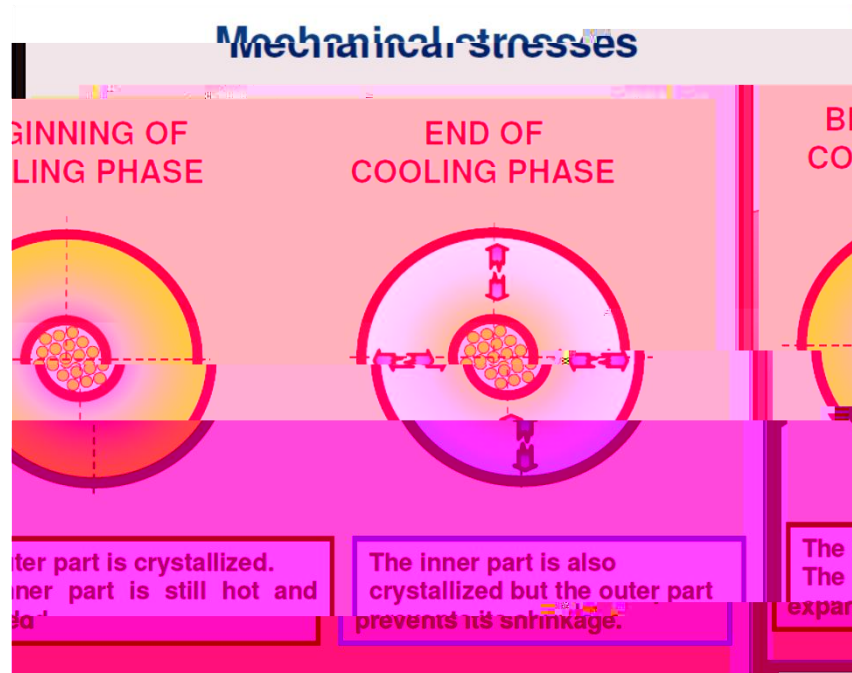 Mechanical stresses
GINNING OF
LING PHASE
END OF
COOLING PHASE
BE
CO
ter part is crystallized.
ner part is still hot and
The inner part is also
crystallized but the outer part
prevents its shrinkage.
The
The
expan